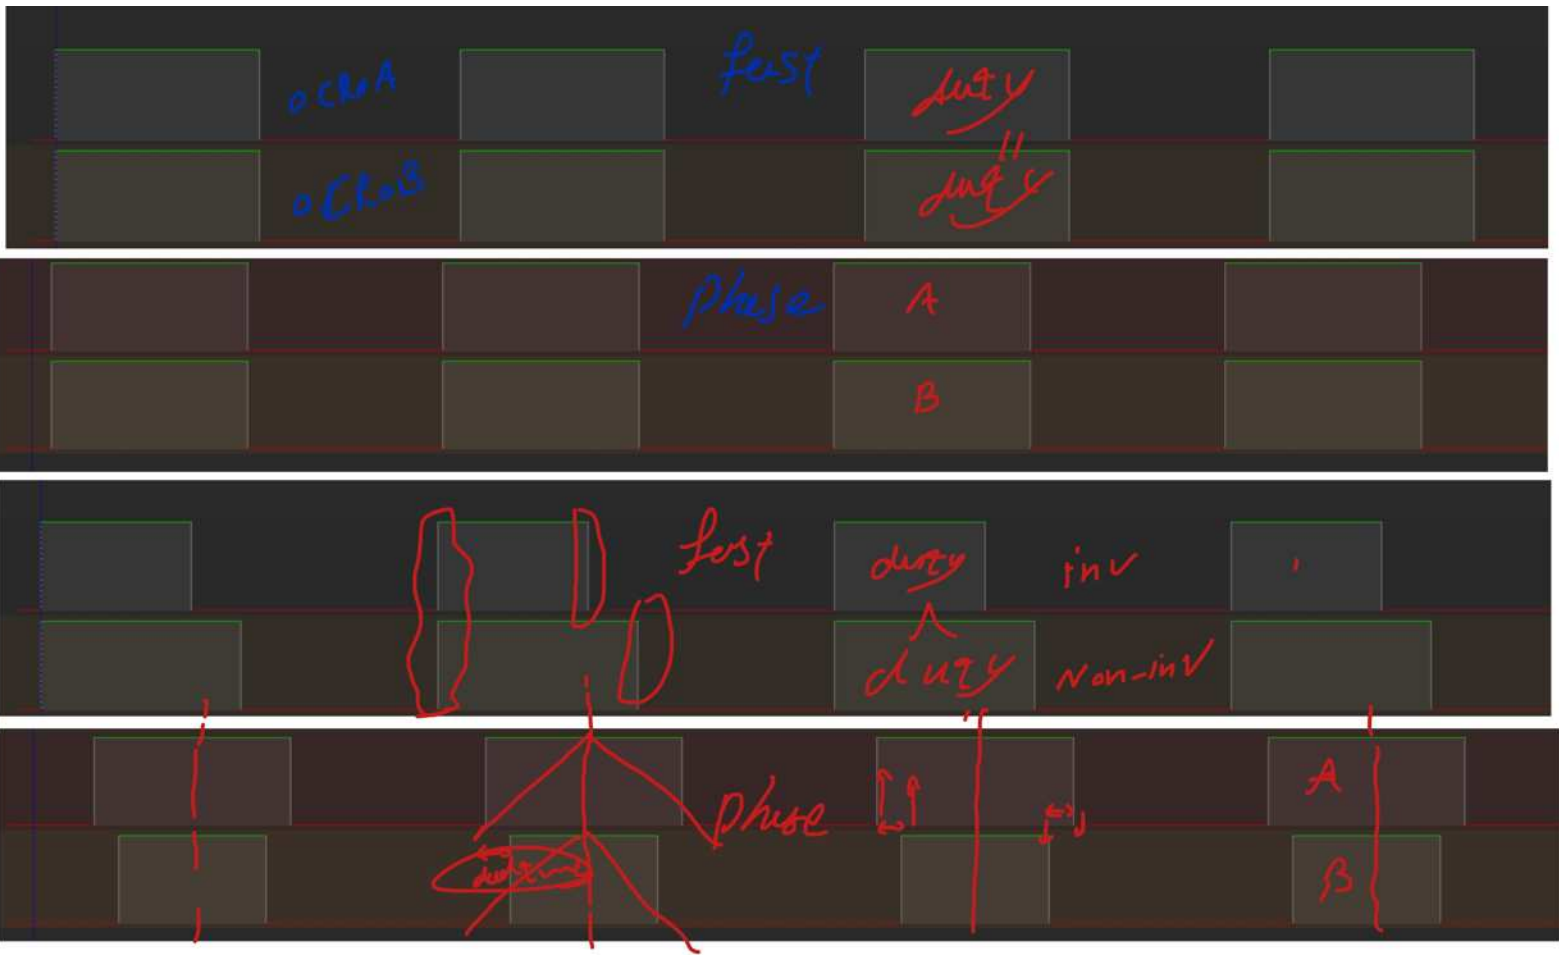 OCR0A
fast
duty
=
OCR0B
duty
phase
A
B
fast
duty
inv
<
duty
Non-inv
phase
A
B